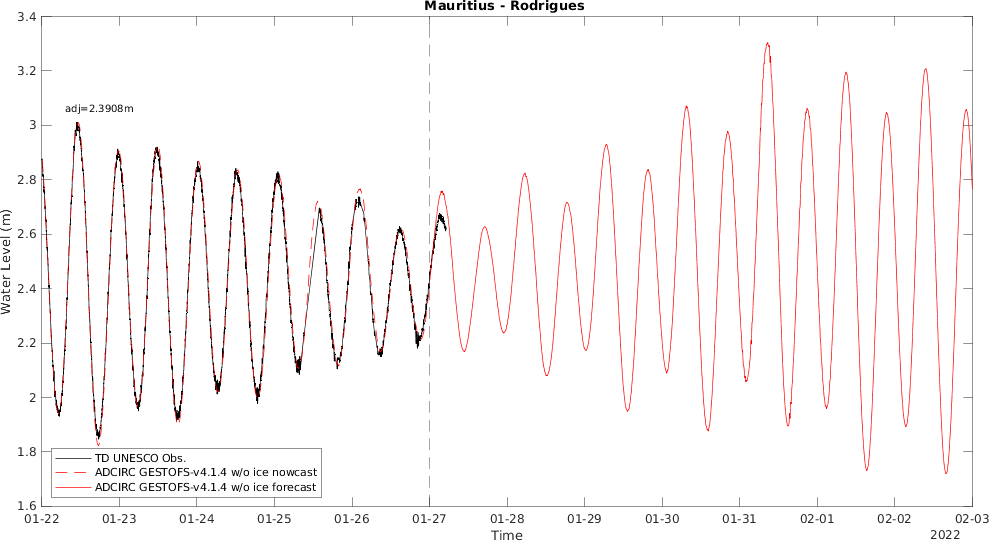 Mauritius - Rodrigues
3.4
3.2
3
2.8
2.6
2.4
2.2
2
1.8
1.6
Water Level (m)
adj=2.3908m
TD UNESCO Obs.
ADCIRC GESTOFS-v4.1.4 w/o ice nowcast
ADCIRC GESTOFS-v4.1.4 w/o ice forecast
01-22 01-23 01-24 01-25 01-26 01-27 01-28 01-29 01-30 01-31 02-01 02-02 02-03
Time
2022